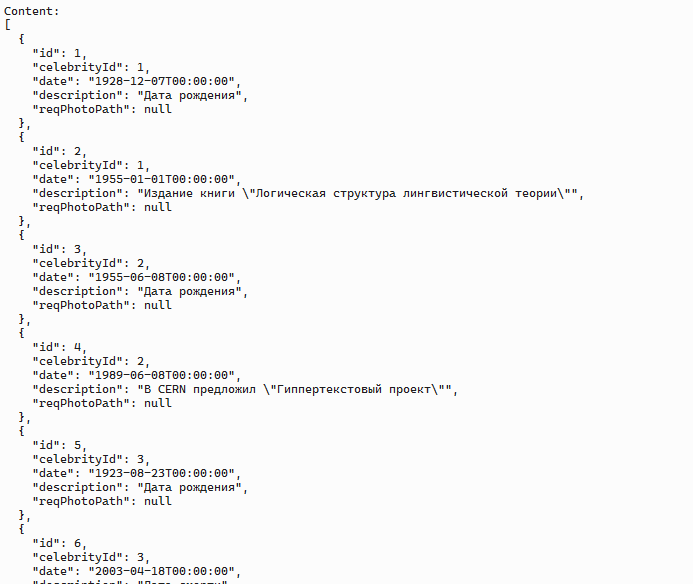 Content:
[
  {
    "id": 1,
    "celebrityId": 1,
    "date": "1928-12-07T00:00:00",
    "description": "Дата рождения",
    "reqPhotoPath": null
  },
  {
    "id": 2,
    "celebrityId": 1,
    "date": "1955-01-01T00:00:00",
    "description": "Издание книги \"Логическая структура лингвистической теории\"",
    "reqPhotoPath": null
  },
  {
    "id": 3,
    "celebrityId": 2,
    "date": "1955-06-08T00:00:00",
    "description": "Дата рождения",
    "reqPhotoPath": null
  },
  {
    "id": 4,
    "celebrityId": 2,
    "date": "1989-06-08T00:00:00",
    "description": "В CERN предложил \"Гиппертекстовый проект\"",
    "reqPhotoPath": null
  },
  {
    "id": 5,
    "celebrityId": 3,
    "date": "1923-08-23T00:00:00",
    "description": "Дата рождения",
    "reqPhotoPath": null
  },
  {
    "id": 6,
    "celebrityId": 3,
    "date": "2003-04-18T00:00:00",